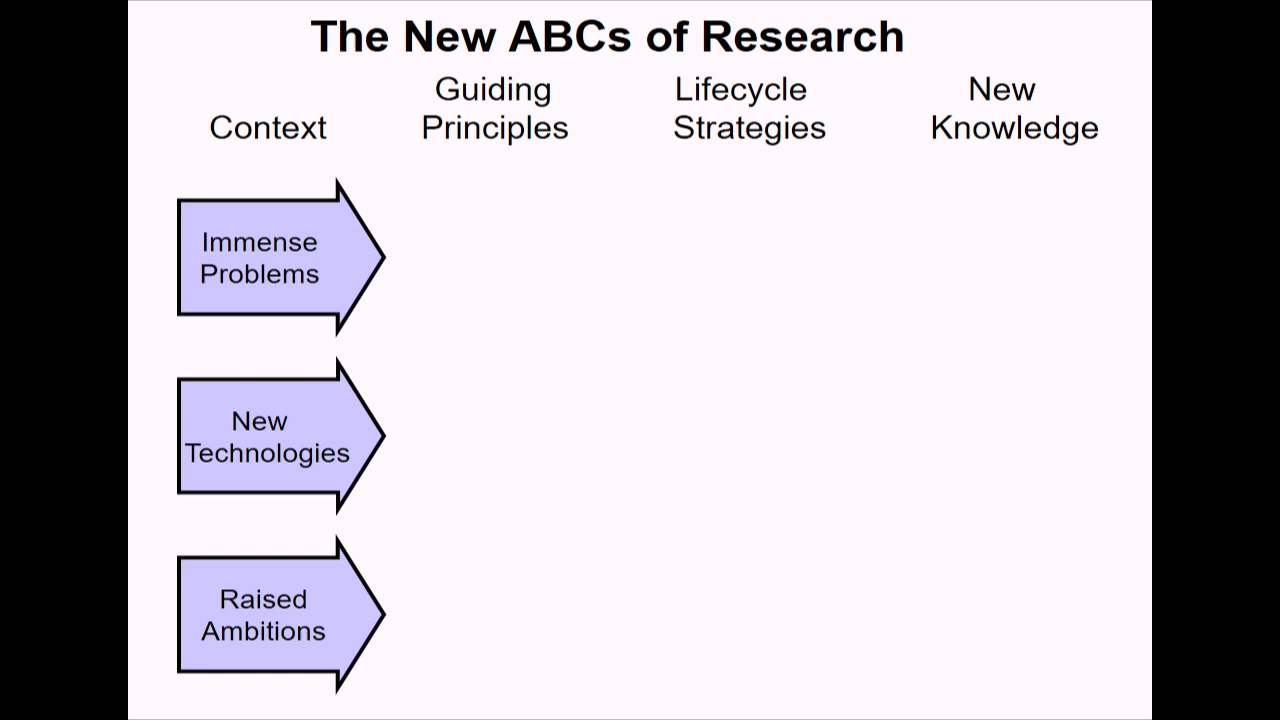 The New ABCs of Research
Context
Guiding
Principles
Lifecycle
Strategies
New
Knowledge
Immense
Problems
New
Technologies
Raised
Ambitions